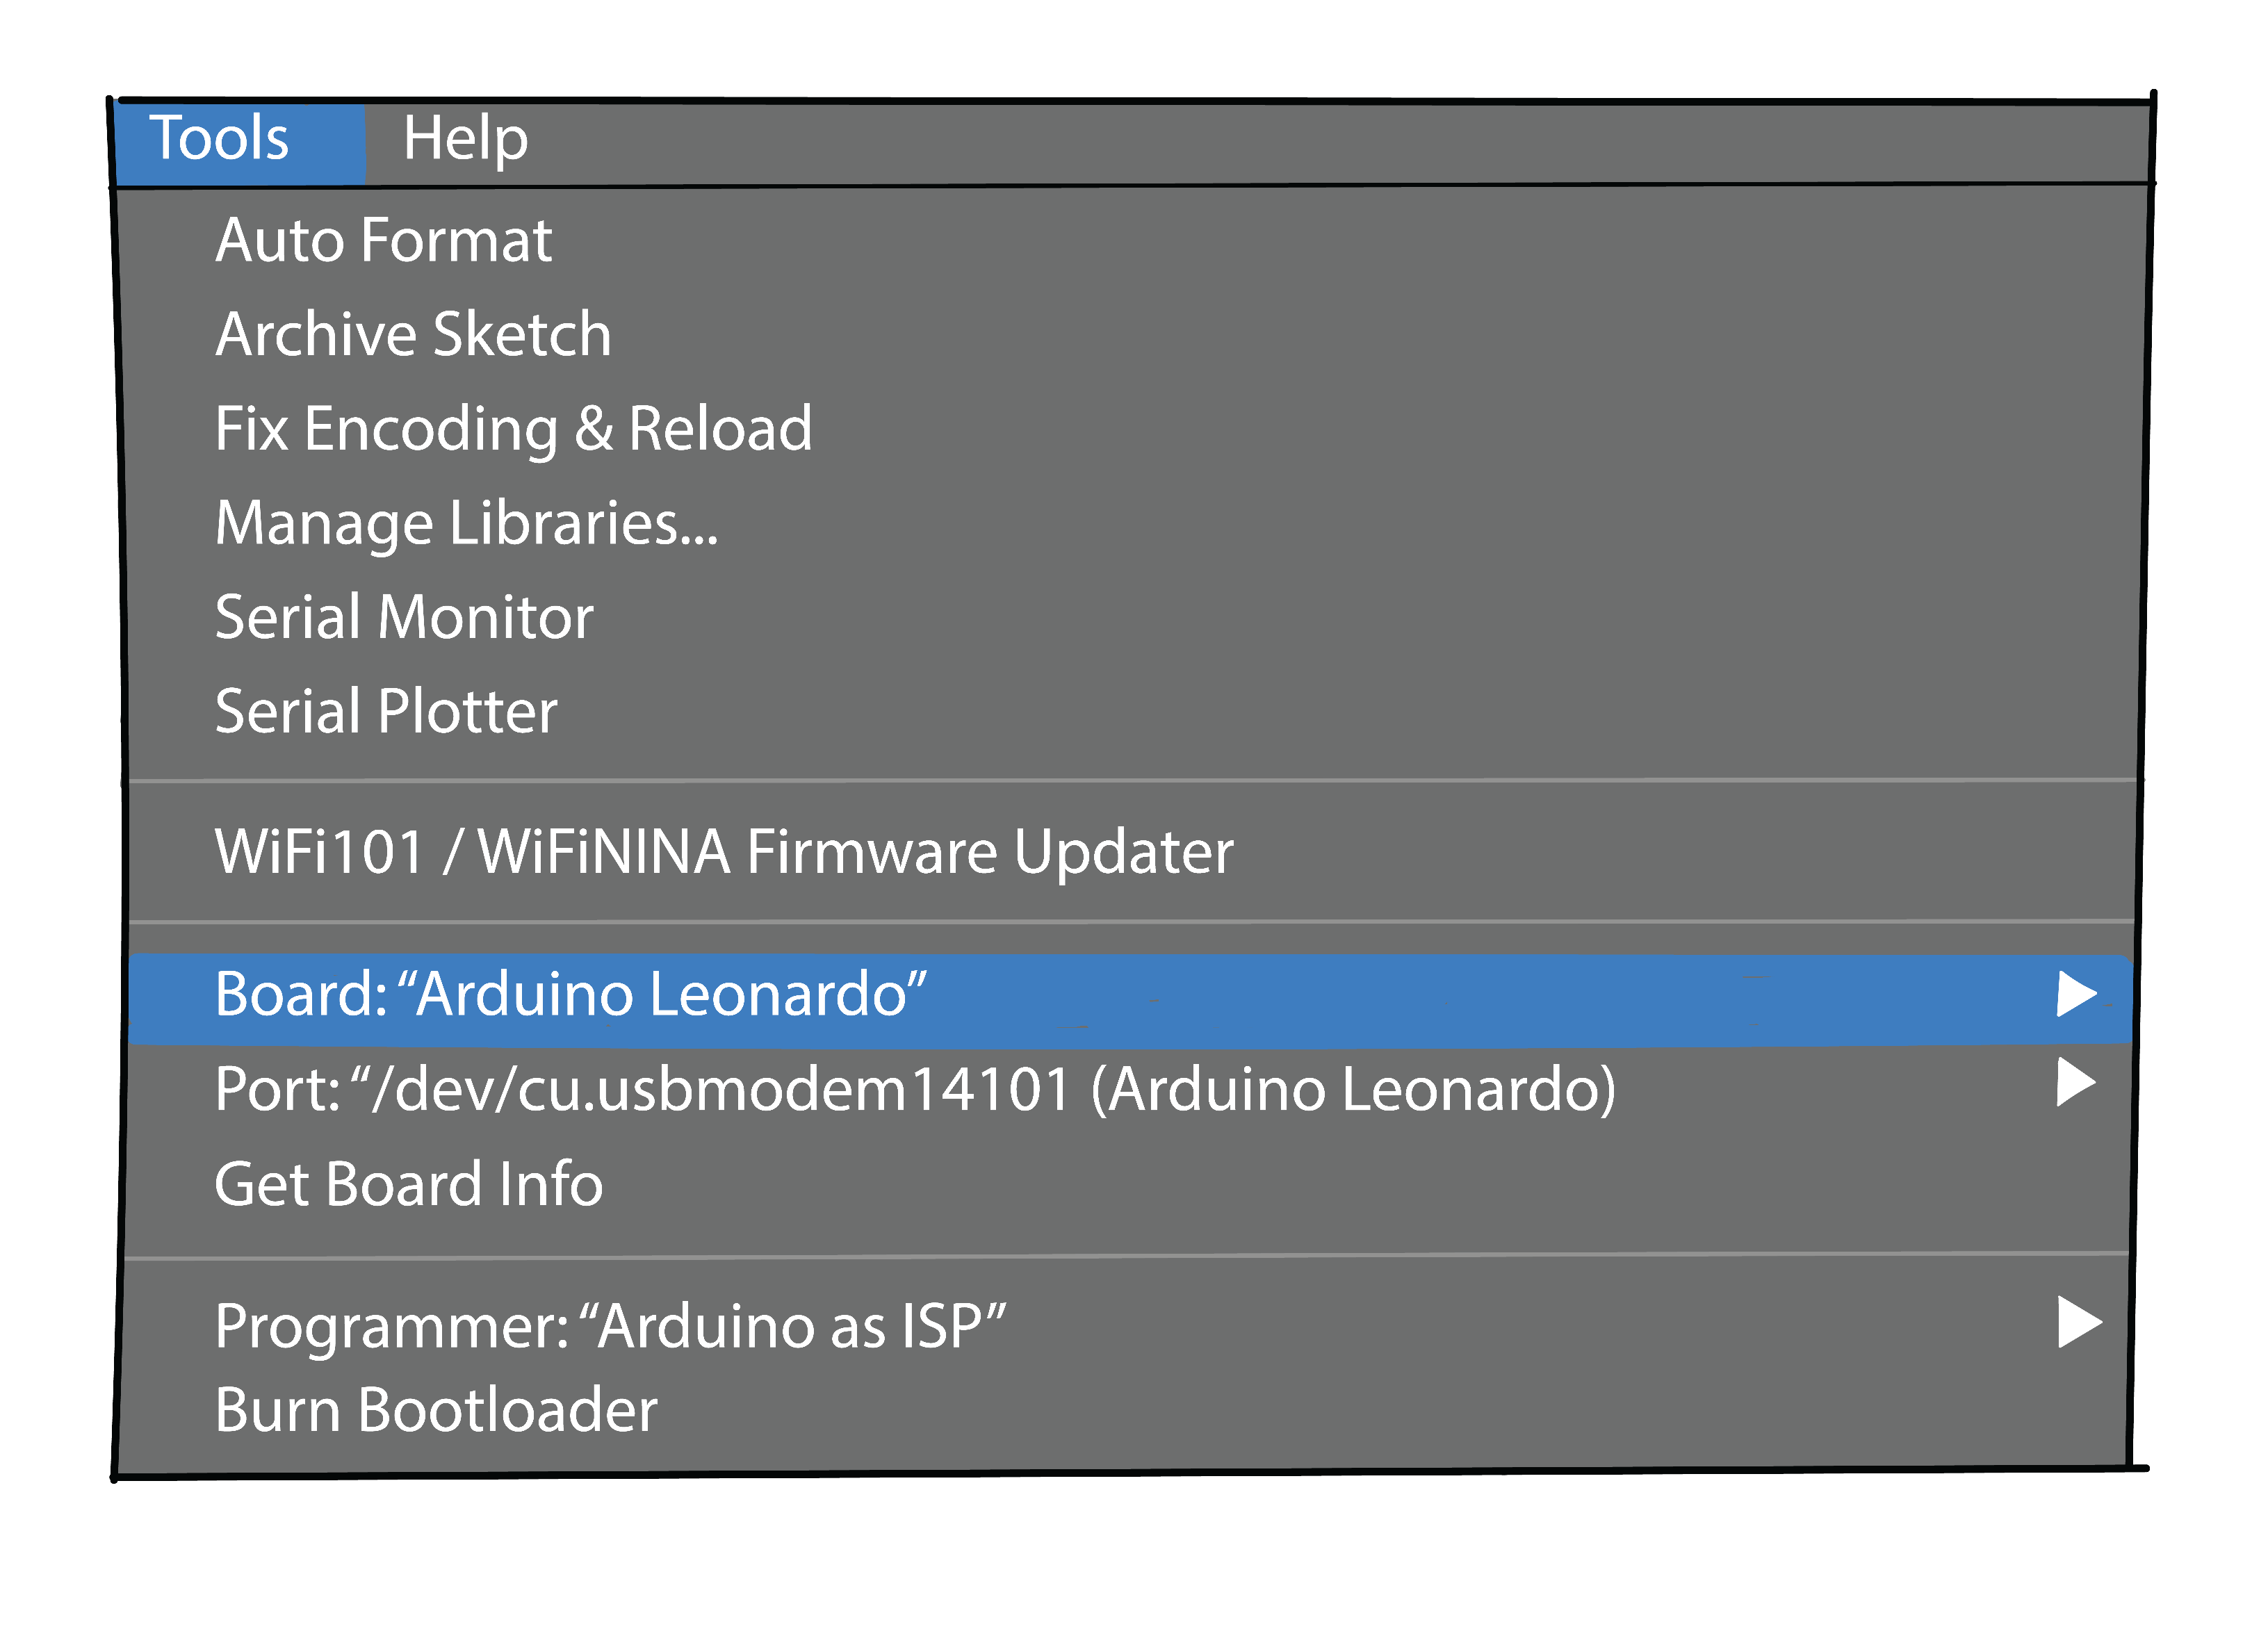 Tools Help
Auto Format
Archive Sketch
Fix Encoding & Reload
Manage Libraries...
Serial Monitor
Serial Plotter
WiFi101 / WiFiNINA Firmware Updater
Board: “Arduino Leonardo”
Port: “/dev/cu.usbmodem14101 (Arduino Leonardo)
Get Board Info
Programmer: “Arduino as ISP”
Burn Bootloader